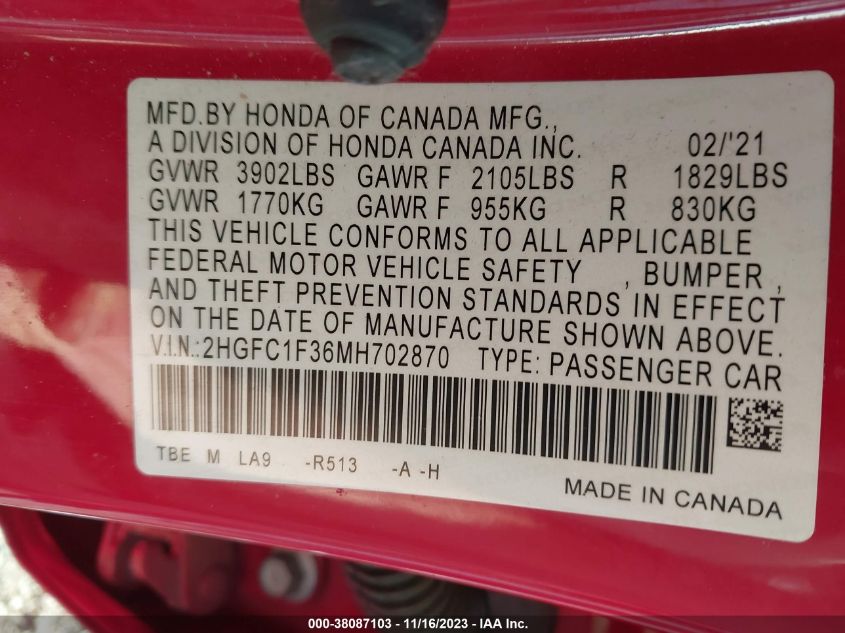 MFD.BY HONDA OF CANADA MFG.,
A DIVISION OF HONDA CANADA INC. 02/'21
GVWR 3902LBS GAWR F 2105LBS R 1829LBS
GVWR 1770KG GAWR F 955KG R 830KG
THIS VEHICLE CONFORMS TO ALL APPLICABLE
FEDERAL MOTOR VEHICLE SAFETY , BUMPER ,
AND THEFT PREVENTION STANDARDS IN EFFECT
ON THE DATE OF MANUFACTURE SHOWN ABOVE.
V.I.N.:2HGFC1F36MH702870 TYPE: PASSENGER CAR
TBE M LA9 -R513 -A -H
MADE IN CANADA
000-38087103 - 11/16/2023 - IAA Inc.